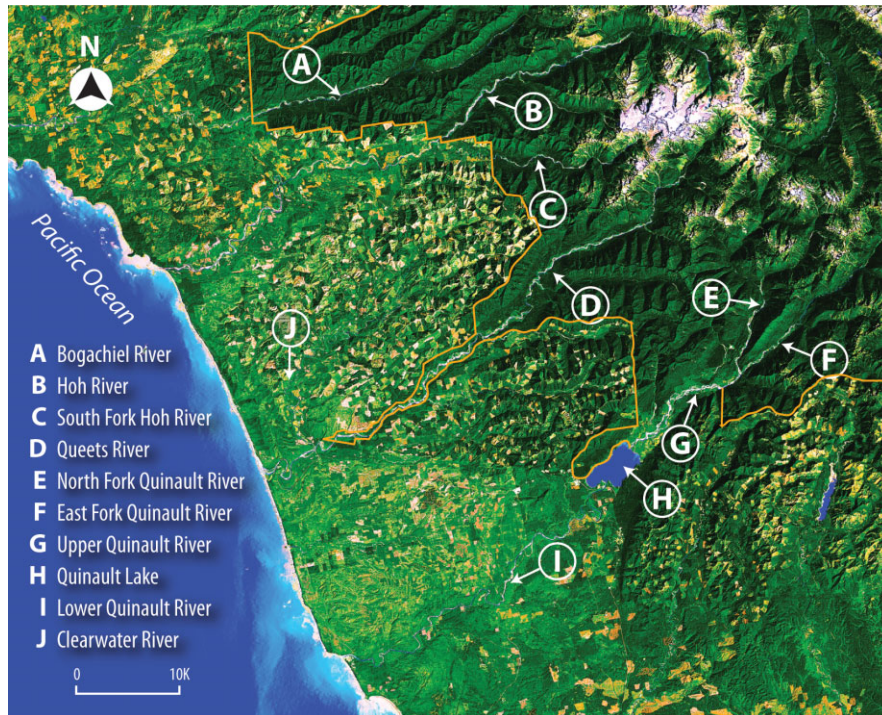 N
A
B
C
Pacific Ocean
J
D
E
F
G
H
I
A Bogachiel River
B Hoh River
C South Fork Hoh River
D Queets River
E North Fork Quinault River
F East Fork Quinault River
G Upper Quinault River
H Quinault Lake
I Lower Quinault River
J Clearwater River
0 10K